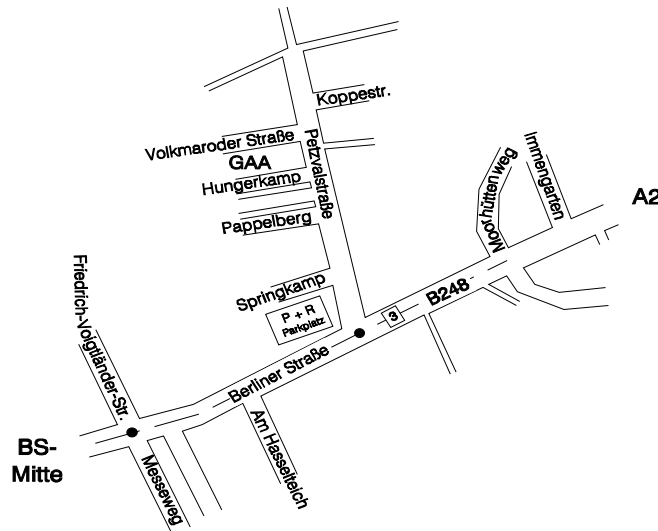 Koppestr.
Volkmaroder Straße
GAA
Petzvalstraße
Hungerkamp
Pappelberg
Immengarten
Moorhüttenweg
A2
Springkamp
P + R
Parkplatz
3
B248
Friedrich-Voigtländer-Str.
Berliner Straße
BS-
Mitte
Messeweg
Am Hasselteich